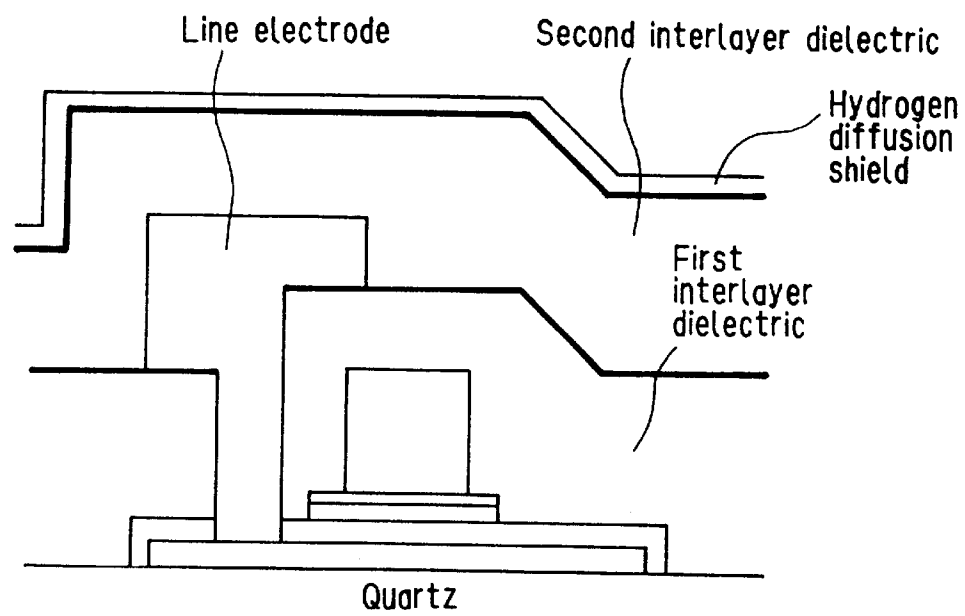 Line electrode
Second interlayer dielectric
Hydrogen
diffusion
shield
First
interlayer
dielectric
Quartz